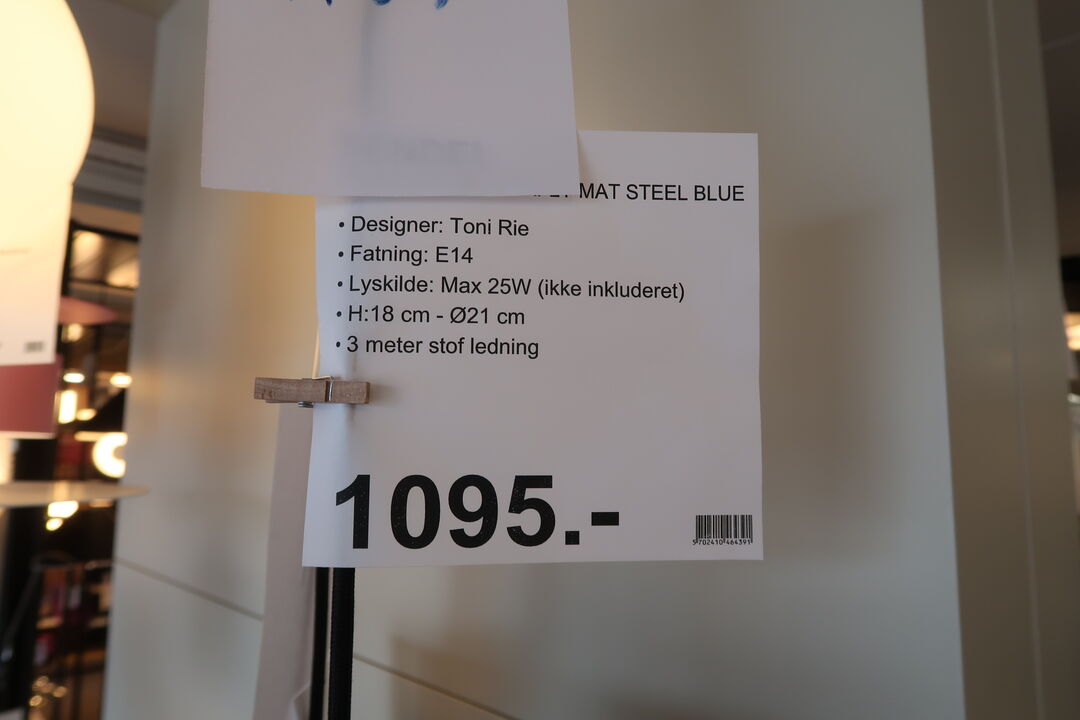 MAT STEEL BLUE
• Designer: Toni Rie
• Fatning: E14
• Lyskilde: Max 25W (ikke inkluderet)
• H:18 cm - Ø21 cm
• 3 meter stof ledning
1095.-
5702410464391